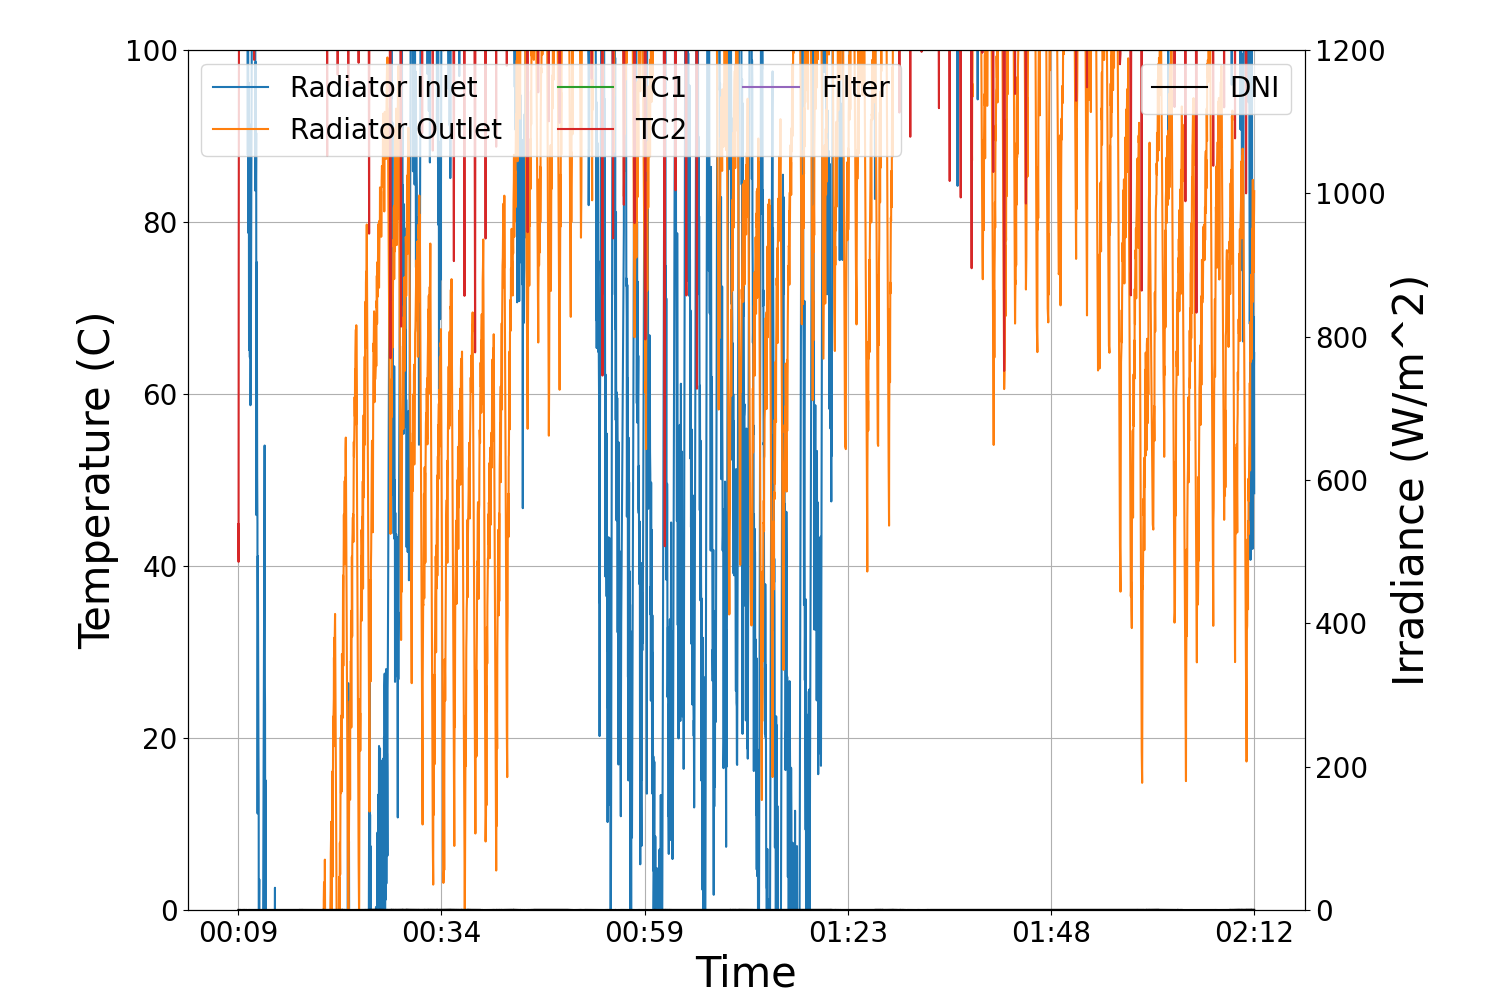 100
80
60
40
20
0
Temperature (C)
Radiator Inlet
Radiator Outlet
TC1
TC2
Filter
DNI
1200
1000
800
600
400
200
0
Irradiance (W/m^2)
00:09
00:34
00:59
01:23
01:48
02:12
Time